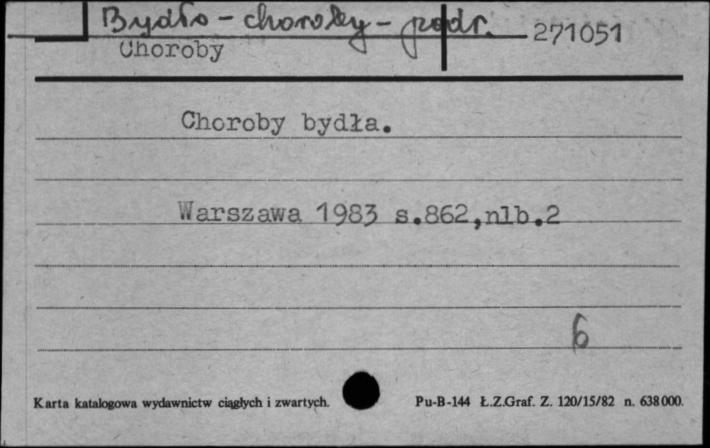 Bydło - choroby - podr. 271051
Choroby
Choroby bydła.
Warszawa 1983 s.862,nlb.2
6
Karta katalogowa wydawnictw ciągłych i zwartych. Pu-B-144 Ł.Z.Graf. Z. 120/15/82 n. 638000.